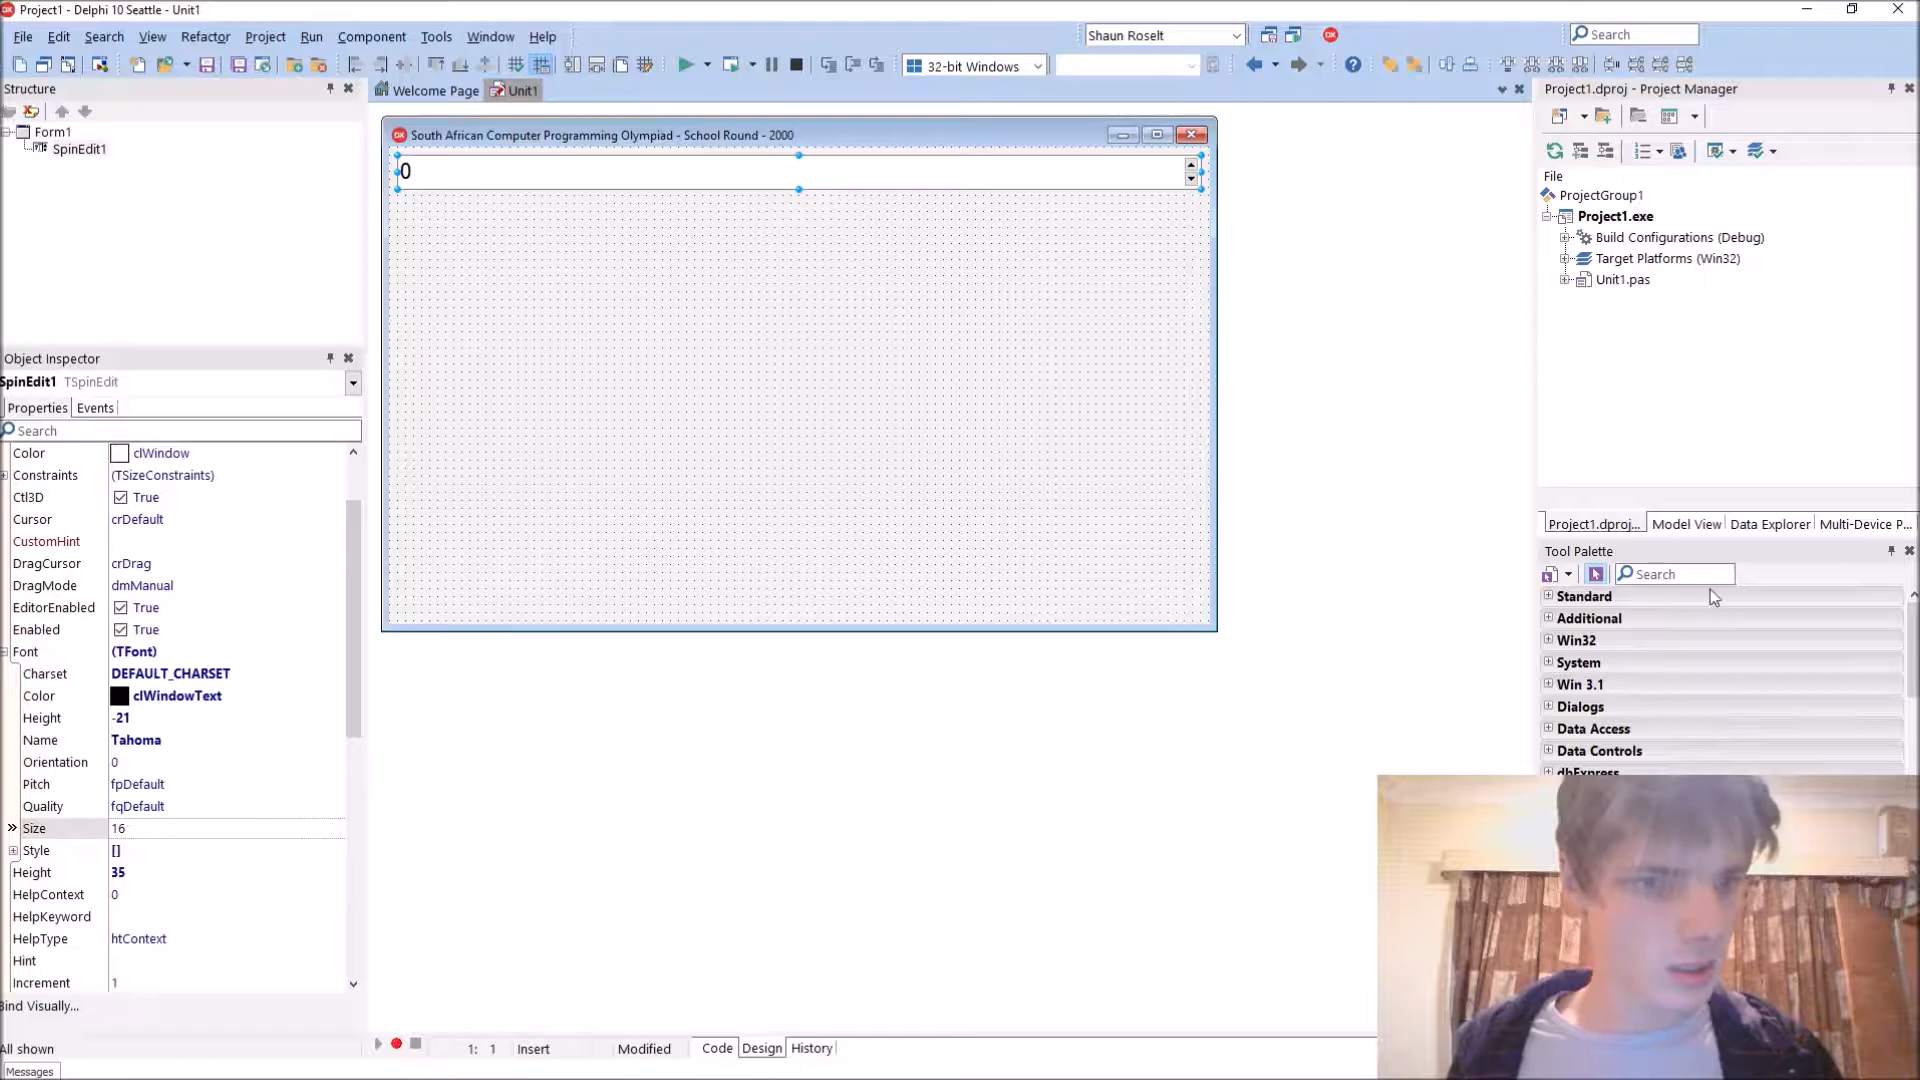 Project1 - Delphi 10 Seattle - Unit1
File Edit Search View Refactor Project Run Component Tools Window Help
Shaun Roselt
Search
32-bit Windows
Structure
Welcome Page
Unit1
Project1.dproj - Project Manager
Form1
SpinEdit1
South African Computer Programming Olympiad - School Round - 2000
0
File
ProjectGroup1
Project1.exe
Build Configurations (Debug)
Target Platforms (Win32)
Unit1.pas
Object Inspector
SpinEdit1 TSpinEdit
Properties Events
Search
Color clWindow
Constraints (TSizeConstraints)
Ctl3D True
Cursor crDefault
CustomHint
DragCursor crDrag
DragMode dmManual
EditorEnabled True
Enabled True
Font (TFont)
Charset DEFAULT_CHARSET
Color clWindowText
Height -21
Name Tahoma
Orientation 0
Pitch fpDefault
Quality fqDefault
Size 16
Style []
Height 35
HelpContext 0
HelpKeyword
HelpType htContext
Hint
Increment 1
Bind Visually...
All shown
Messages
Project1.dproj... Model View Data Explorer Multi-Device P...
Tool Palette
Search
Standard
Additional
Win32
System
Win 3.1
Dialogs
Data Access
Data Controls
dbExpress
1: 1 Insert Modified Code Design History